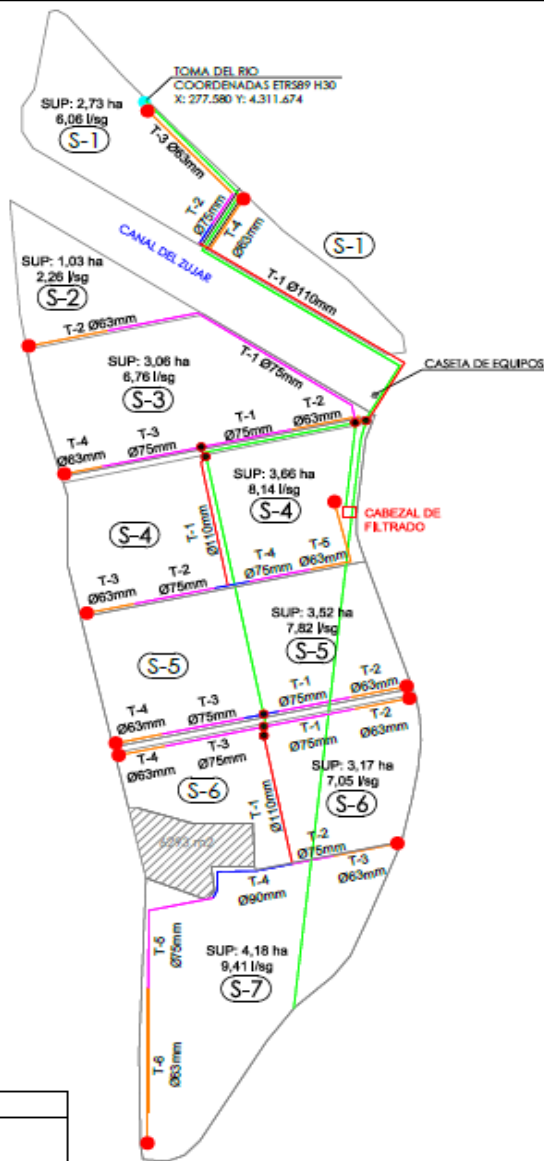 TOMA DEL RIO
COORDENADAS ETRS89 H30
X: 277.580 Y: 4.311.674
SUP: 2,73 ha
6,06 l/sg
S-1
T-3 Ø63mm
T-2
Ø75mm
T-4
Ø63mm
S-1
CANAL DEL ZUJAR
T-1 Ø110mm
SUP: 1,03 ha
2,26 l/sg
S-2
T-2 Ø63mm
T-1 Ø75mm
CASETA DE EQUIPOS
SUP: 3,06 ha
6,76 l/sg
S-3
T-4
Ø63mm
T-3
Ø75mm
T-1
Ø75mm
T-2
Ø63mm
SUP: 3,66 ha
8,14 l/sg
S-4
S-4
T-1
Ø110mm
CABEZAL DE
FILTRADO
T-3
Ø63mm
T-2
Ø75mm
T-4
Ø75mm
T-5
Ø63mm
SUP: 3,52 ha
7,82 l/sg
S-5
S-5
T-4
Ø63mm
T-3
Ø75mm
T-1
Ø75mm
T-2
Ø63mm
T-4
Ø63mm
T-3
Ø75mm
T-1
Ø75mm
T-2
Ø63mm
SUP: 3,17 ha
7,05 l/sg
S-6
S-6
T-1
Ø110mm
6293 m2
T-2
Ø75mm
T-3
Ø63mm
T-4
Ø90mm
T-5
Ø75mm
SUP: 4,18 ha
9,41 l/sg
S-7
T-6
Ø63mm